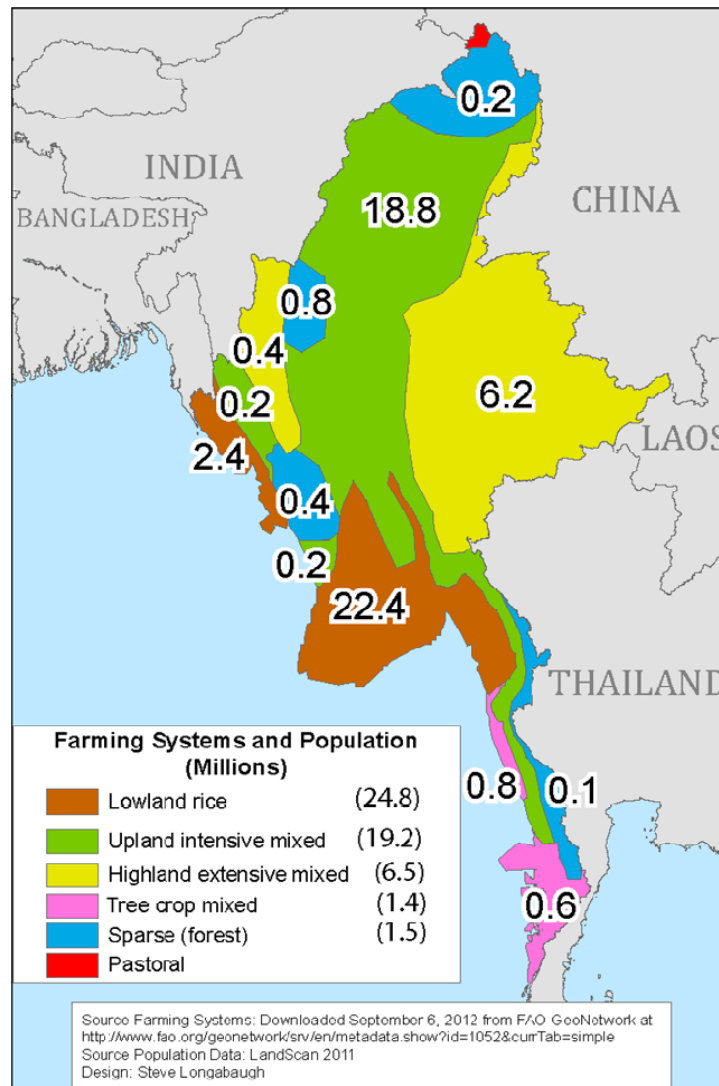 0.2
INDIA
CHINA
BANGLADESH
18.8
0.8
0.4
6.2
0.2
LAOS
2.4
0.4
0.2
22.4
THAILAND
0.8
0.1
0.6
Farming Systems and Population
(Millions)
Lowland rice (24.8)
Upland intensive mixed (19.2)
Highland extensive mixed (6.5)
Tree crop mixed (1.4)
Sparse (forest) (1.5)
Pastoral
Source Farming Systems: Downloaded September 6, 2012 from FAO GeoNetwork at
http://www.fao.org/geonetwork/srv/en/metadata.show?id=1052&currTab=simple
Source Population Data: LandScan 2011
Design: Steve Longabaugh